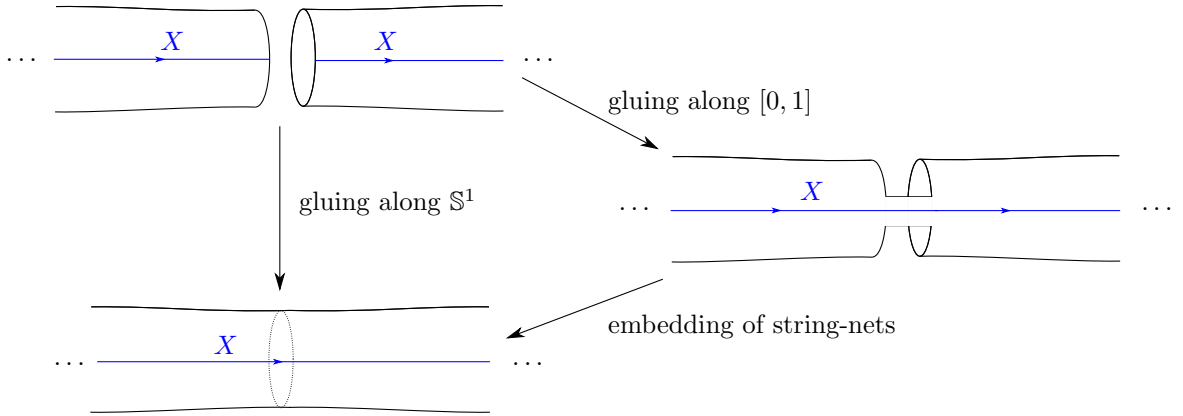 X X
... ...
gluing along [0, 1]
gluing along 𝕊¹
X
... ...
embedding of string-nets
X
... ...